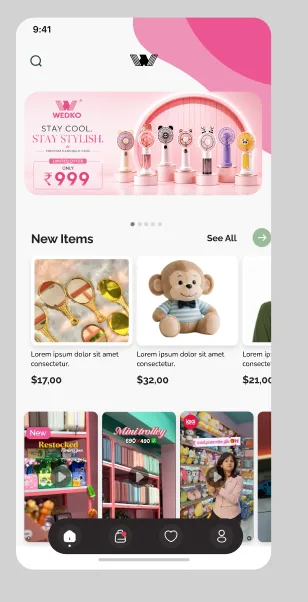 9:41
WEDKO
STAY COOL.
STAY STYLISH.
LIMITED OFFER
ONLY
₹999
New Items
See All
Lorem ipsum dolor sit amet
consectetur.
$17,00
Lorem ipsum dolor sit amet
consectetur.
$32,00
Lorem ip
consecte
$21,00
New
Restocked
Mini trolley